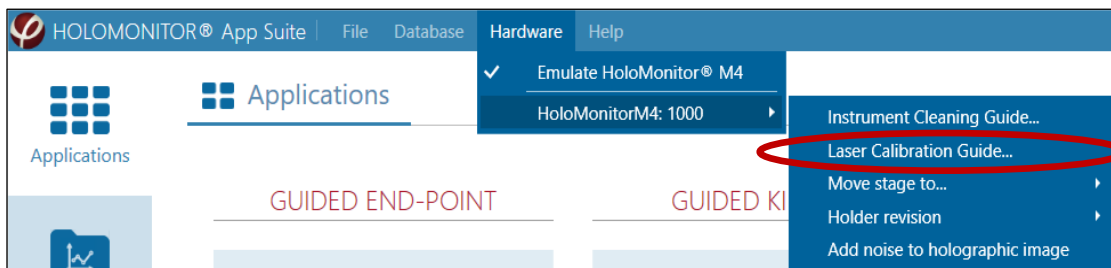 HOLOMONITOR® App Suite File Database Hardware Help
Emulate HoloMonitor® M4
HoloMonitorM4: 1000
Instrument Cleaning Guide...
Laser Calibration Guide...
Move stage to...
Holder revision
Add noise to holographic image
Applications
Applications
GUIDED END-POINT
GUIDED KI